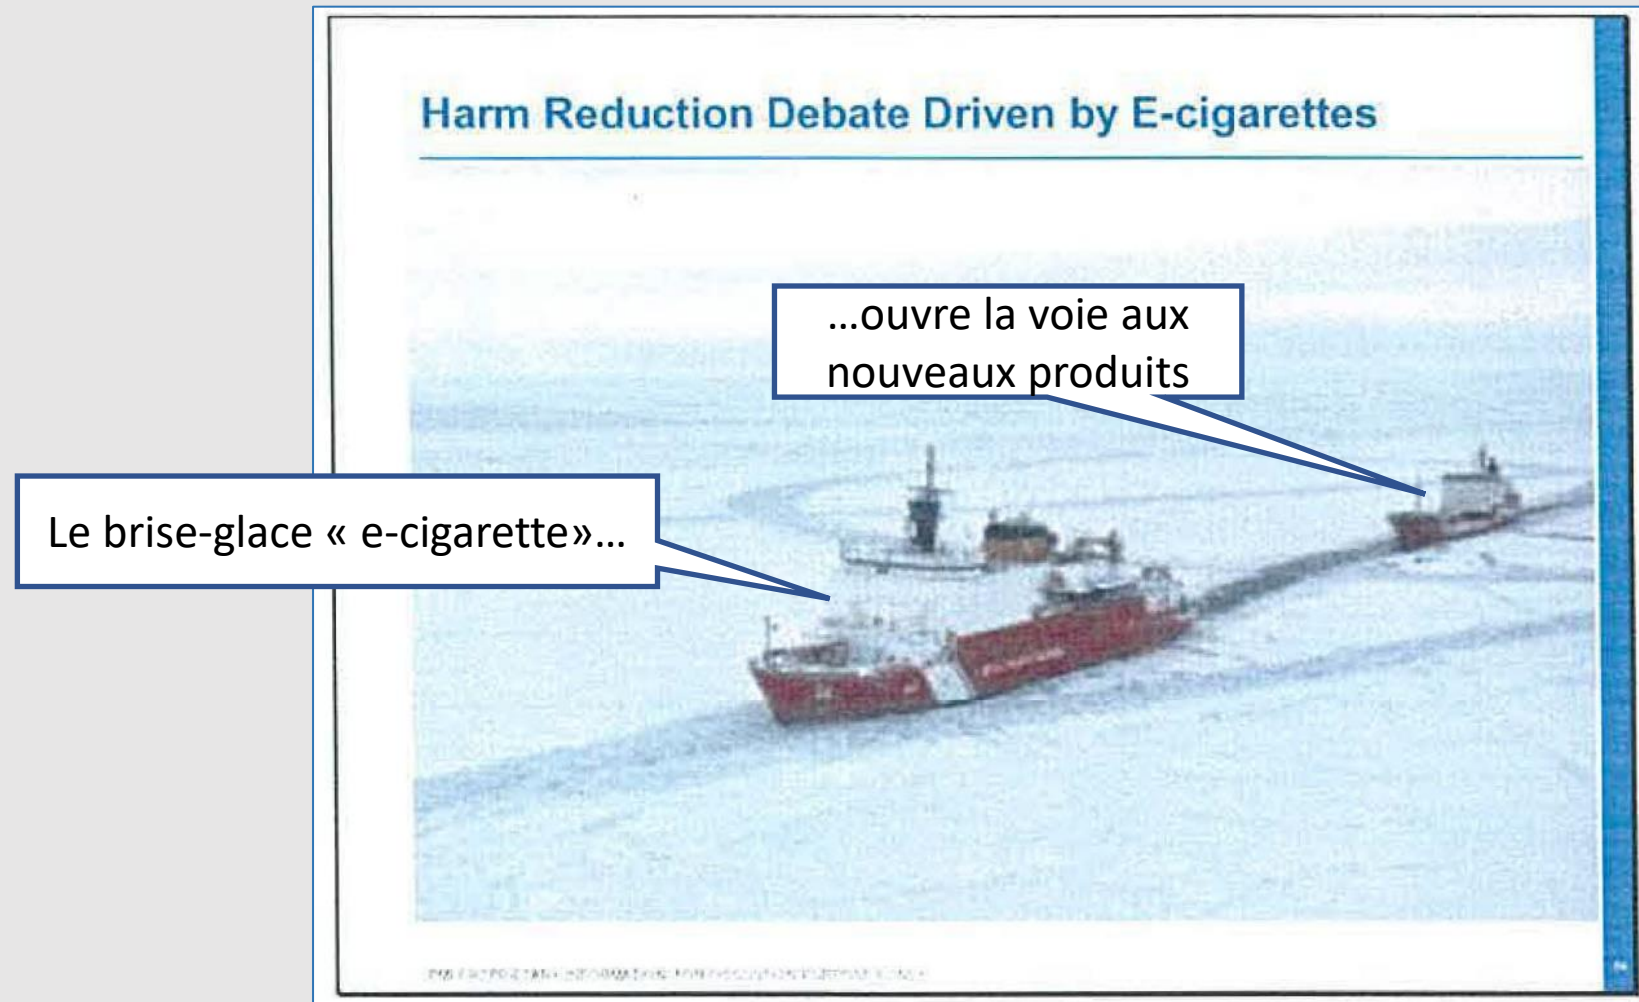 Harm Reduction Debate Driven by E-cigarettes
…ouvre la voie aux
nouveaux produits
Le brise-glace « e-cigarette»…